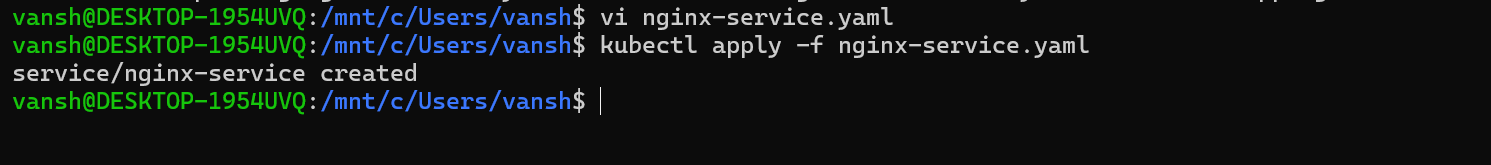 vansh@DESKTOP-1954UVQ:/mnt/c/Users/vansh$ vi nginx-service.yaml
vansh@DESKTOP-1954UVQ:/mnt/c/Users/vansh$ kubectl apply -f nginx-service.yaml
service/nginx-service created
vansh@DESKTOP-1954UVQ:/mnt/c/Users/vansh$